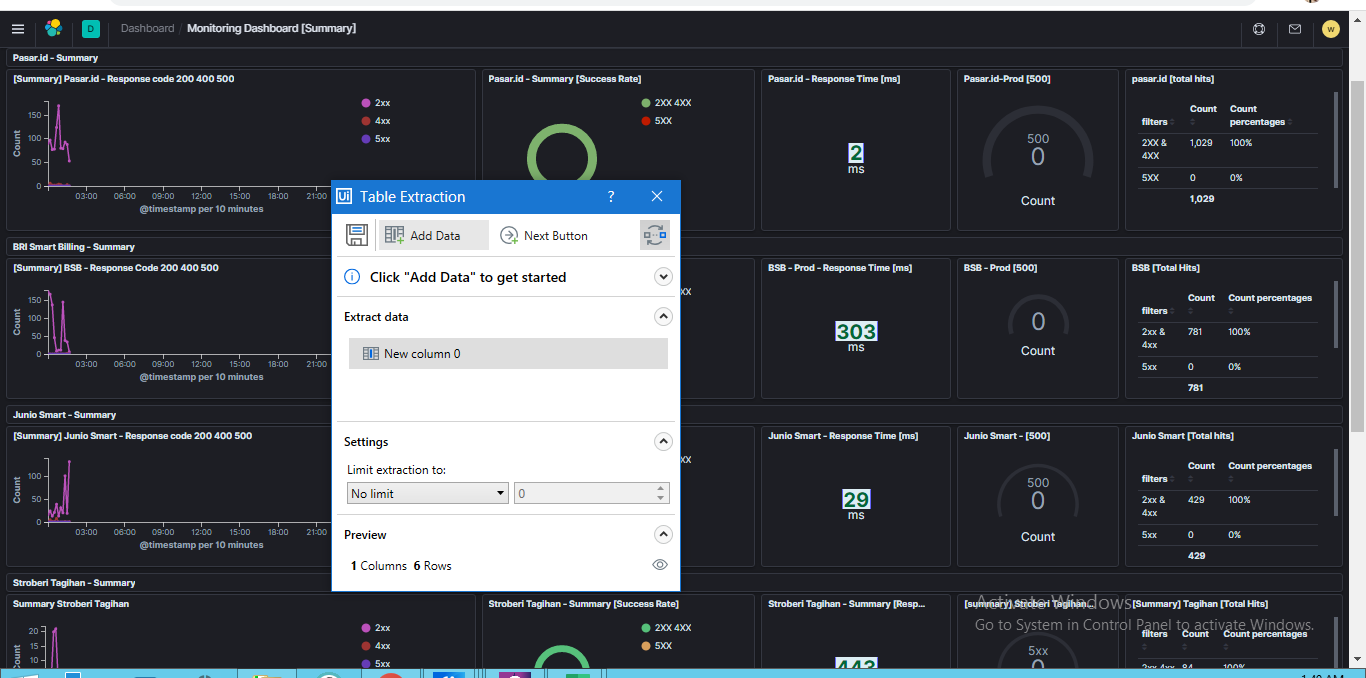 D Dashboard / Monitoring Dashboard [Summary] w
Pasar.id - Summary
[Summary] Pasar.id - Response code 200 400 500
Count
150
100
50
0
03:00 06:00 09:00 12:00 15:00 18:00 21:00
@timestamp per 10 minutes
2xx
4xx
5xx
Pasar.id - Summary [Success Rate]
2XX 4XX
5XX
Pasar.id - Response Time [ms]
2
ms
Pasar.id-Prod [500]
500
0
Count
pasar.id [total hits]
filters Count Count percentages
2XX & 4XX 1,029 100%
5XX 0 0%
1,029
Ui Table Extraction ?
Add Data Next Button
Click "Add Data" to get started
Extract data
New column 0
Settings
Limit extraction to:
No limit 0
Preview
1 Columns 6 Rows
BRI Smart Billing - Summary
[Summary] BSB - Response Code 200 400 500
Count
150
100
50
0
03:00 06:00 09:00 12:00 15:00 18:00 21:00
@timestamp per 10 minutes
XX
BSB - Prod - Response Time [ms]
303
ms
BSB - Prod [500]
0
Count
BSB [Total Hits]
filters Count Count percentages
2xx & 4xx 781 100%
5xx 0 0%
781
Junio Smart - Summary
[Summary] Junio Smart - Response code 200 400 500
Count
100
50
0
03:00 06:00 09:00 12:00 15:00 18:00 21:00
@timestamp per 10 minutes
XX
Junio Smart - Response Time [ms]
29
ms
Junio Smart - [500]
500
0
Count
Junio Smart [Total hits]
filters Count Count percentages
2xx & 4xx 429 100%
5xx 0 0%
429
Stroberi Tagihan - Summary
Summary Stroberi Tagihan
Count
20
15
10
2xx
4xx
5xx
Stroberi Tagihan - Summary [Success Rate]
2XX 4XX
5XX
Stroberi Tagihan - Summary [Resp...
443
[summary] Stroberi Tagihan...
5xx
0
[Summary] Tagihan [Total Hits]
filters Count Count percentages
2xx 4xx 84 100%
Activate Windows
Go to System in Control Panel to activate Windows.
1:40 AM